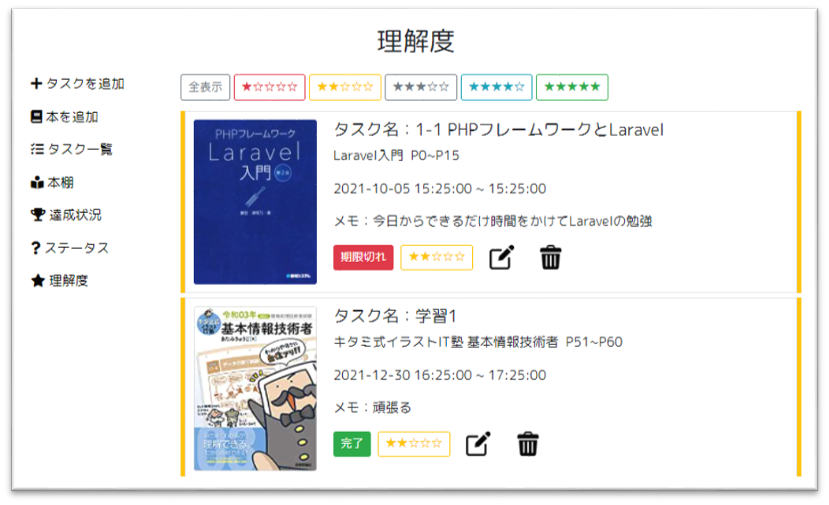 理解度
タスクを追加
本を追加
タスク一覧
本棚
達成状況
ステータス
理解度
全表示 ★☆☆☆☆ ★★☆☆☆ ★★★☆☆ ★★★★☆ ★★★★★
PHPフレームワーク
Laravel
入門
タスク名：1-1 PHPフレームワークとLaravel
Laravel入門 P0~P15
2021-10-05 15:25:00 ~ 15:25:00
メモ：今日からできるだけ時間をかけてLaravelの勉強
期限切れ ★★☆☆☆
令和03年
基本情報技術者
理解できる
タスク名：学習1
キタミ式イラストIT塾 基本情報技術者 P51~P60
2021-12-30 16:25:00 ~ 17:25:00
メモ：頑張る
完了 ★★☆☆☆